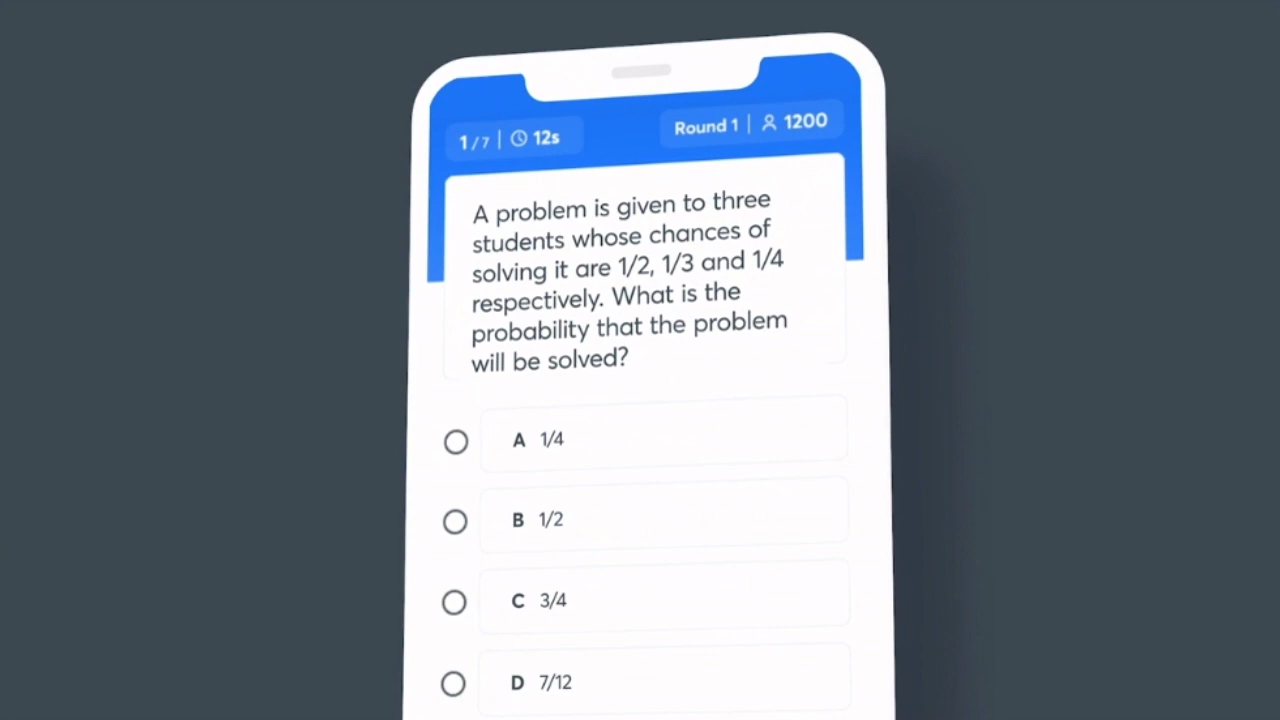 1/7 | 12s
Round 1 | 1200
A problem is given to three
students whose chances of
solving it are 1/2, 1/3 and 1/4
respectively. What is the
probability that the problem
will be solved?
A 1/4
B 1/2
C 3/4
D 7/12